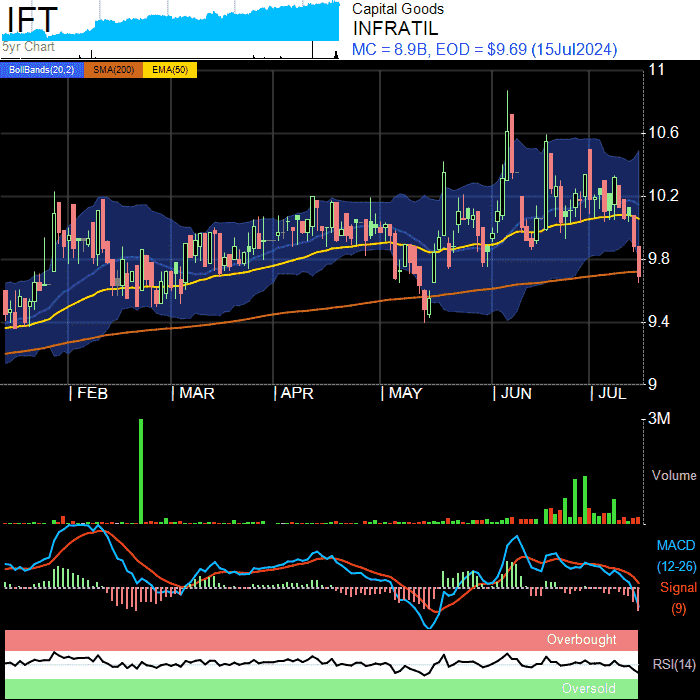 IFT
5yr Chart
Capital Goods
INFRATIL
MC = 8.9B, EOD = $9.69 (15Jul2024)
BollBands(20,2) SMA(200) EMA(50)
11
10.6
10.2
9.8
9.4
9
FEB MAR APR MAY JUN JUL
3M
Volume
MACD
(12-26)
Signal
(9)
Overbought
RSI(14)
Oversold